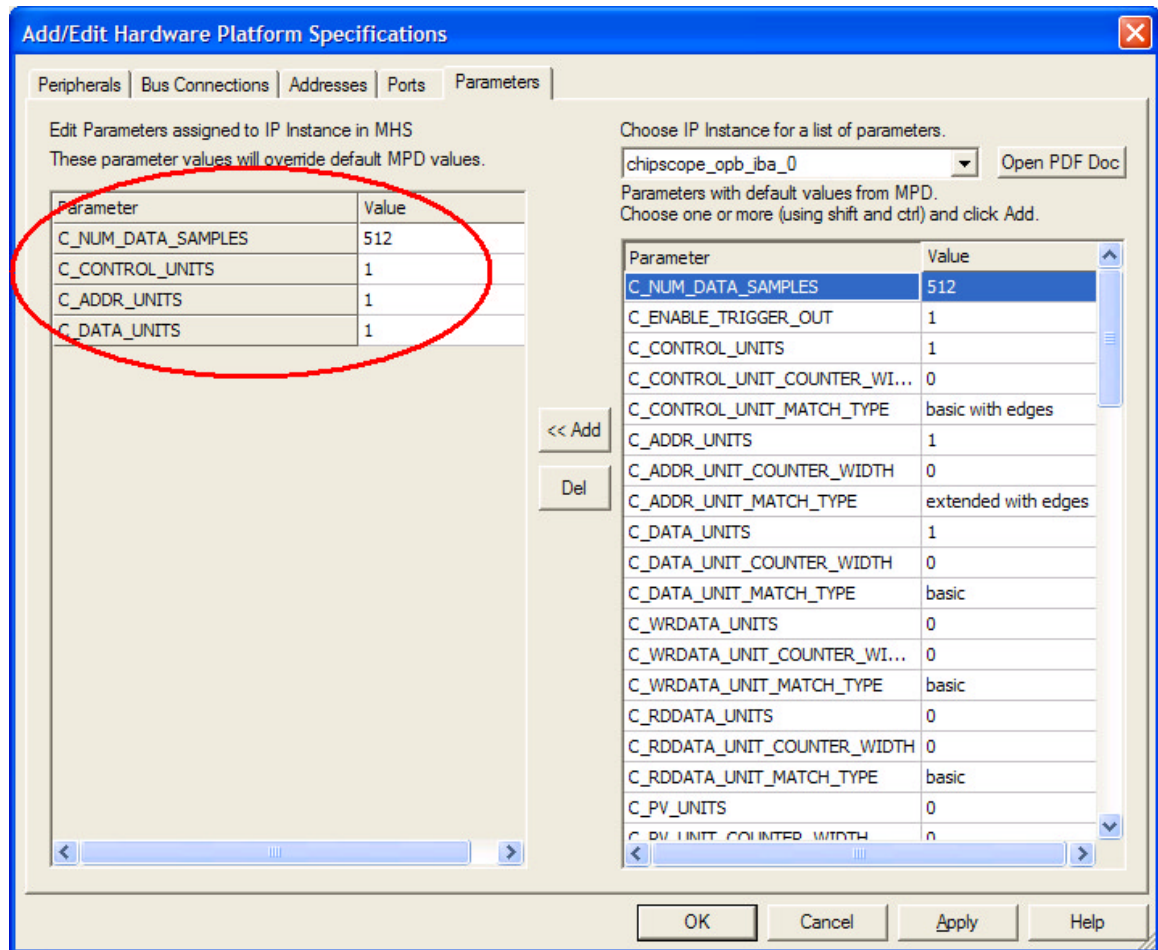 Add/Edit Hardware Platform Specifications
Peripherals
Bus Connections
Addresses
Ports
Parameters
Edit Parameters assigned to IP Instance in MHS
These parameter values will override default MPD values.
Parameter Value
C_NUM_DATA_SAMPLES 512
C_CONTROL_UNITS 1
C_ADDR_UNITS 1
C_DATA_UNITS 1
<< Add
Del
Choose IP Instance for a list of parameters.
chipscope_opb_iba_0
Open PDF Doc
Parameters with default values from MPD.
Choose one or more (using shift and ctrl) and click Add.
Parameter Value
C_NUM_DATA_SAMPLES 512
C_ENABLE_TRIGGER_OUT 1
C_CONTROL_UNITS 1
C_CONTROL_UNIT_COUNTER_WI... 0
C_CONTROL_UNIT_MATCH_TYPE basic with edges
C_ADDR_UNITS 1
C_ADDR_UNIT_COUNTER_WIDTH 0
C_ADDR_UNIT_MATCH_TYPE extended with edges
C_DATA_UNITS 1
C_DATA_UNIT_COUNTER_WIDTH 0
C_DATA_UNIT_MATCH_TYPE basic
C_WRDATA_UNITS 0
C_WRDATA_UNIT_COUNTER_WI... 0
C_WRDATA_UNIT_MATCH_TYPE basic
C_RDDATA_UNITS 0
C_RDDATA_UNIT_COUNTER_WIDTH 0
C_RDDATA_UNIT_MATCH_TYPE basic
C_PV_UNITS 0
C_PV_UNIT_COUNTER_WIDTH 0
OK
Cancel
Apply
Help